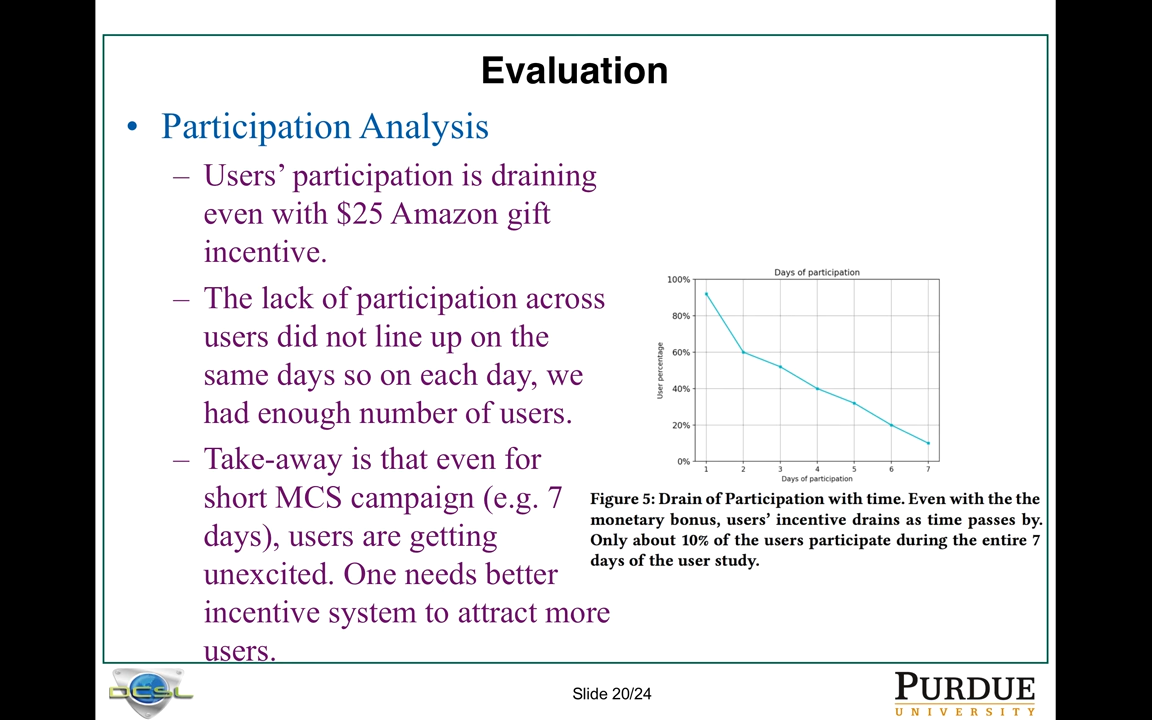 Evaluation
• Participation Analysis
– Users’ participation is draining
even with $25 Amazon gift
incentive.
– The lack of participation across
users did not line up on the
same days so on each day, we
had enough number of users.
– Take-away is that even for
short MCS campaign (e.g. 7
days), users are getting
unexcited. One needs better
incentive system to attract more
users.
Days of participation
100%
80%
60%
40%
20%
0%
User percentage
1 2 3 4 5 6 7
Days of participation
Figure 5: Drain of Participation with time. Even with the the
monetary bonus, users’ incentive drains as time passes by.
Only about 10% of the users participate during the entire 7
days of the user study.
DCSL
Slide 20/24
PURDUE
UNIVERSITY